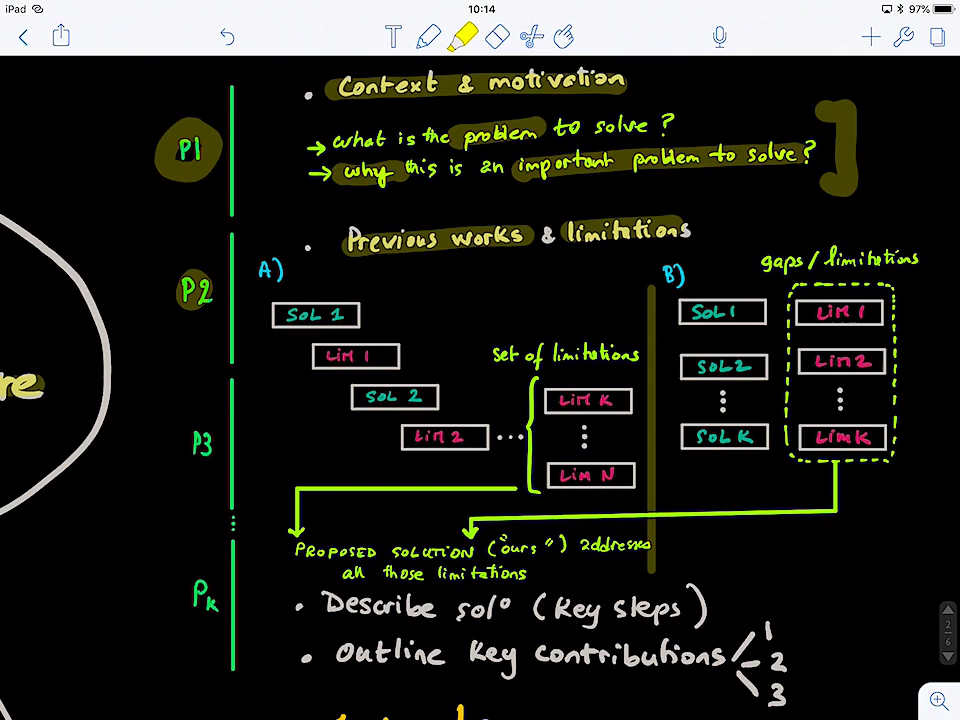 iPad
10:14
97%
T
• Context & motivation
P1
→ What is the problem to solve?
→ why this is an important problem to solve?
• Previous works & limitations
P2
A)
SOL 1
LIM 1
SOL 2
LIM 2 ...
set of limitations
LIM K
LIM N
B)
gaps/limitations
SOL 1
LIM 1
SOL 2
LIM 2
SOL K
LIM K
re
P3
PROPOSED SOLUTION ("ours") addresses
all those limitations
PK
• Describe solo (Key steps)
• Outline Key contributions
1
2
3
2
6